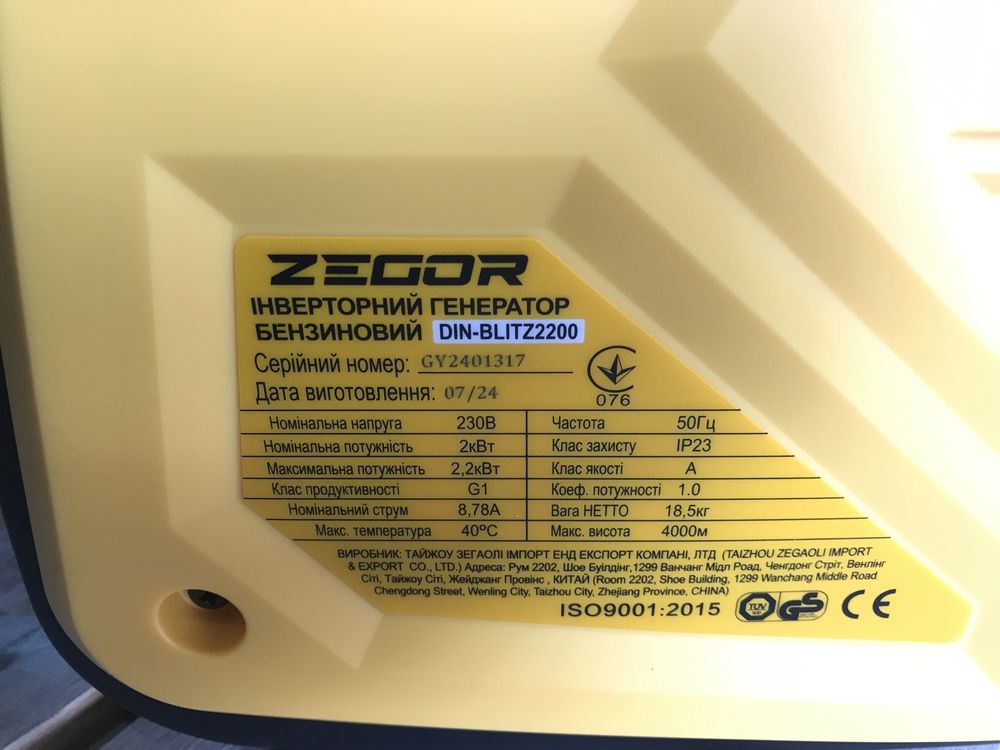 ZEGOR
ІНВЕРТОРНИЙ ГЕНЕРАТОР
БЕНЗИНОВИЙ DIN-BLITZ2200
Серійний номер: GY2401317
Дата виготовлення: 07/24
076
Номінальна напруга 230В Частота 50Гц
Номінальна потужність 2кВт Клас захисту IP23
Максимальна потужність 2,2кВт Клас якості А
Клас продуктивності G1 Коеф. потужності 1.0
Номінальний струм 8,78А Вага НЕТТО 18,5кг
Макс. температура 40ºС Макс. висота 4000м
ВИРОБНИК: ТАЙЖОУ ЗЕГАОЛІ ІМПОРТ ЕНД ЕКСПОРТ КОМПАНІ, ЛТД (TAIZHOU ZEGAOLI IMPORT
& EXPORT CO., LTD.) Адреса: Рум 2202, Шое Буілдінг,1299 Ванчанг Мідл Роад, Ченгдонг Стріт, Венлінг
Сіті, Тайжоу Сіті, Жейджанг Провінс , КИТАЙ (Room 2202, Shoe Building, 1299 Wanchang Middle Road
Chengdong Street, Wenling City, Taizhou City, Zhejiang Province, CHINA)
ISO9001:2015 TÜV GS CE